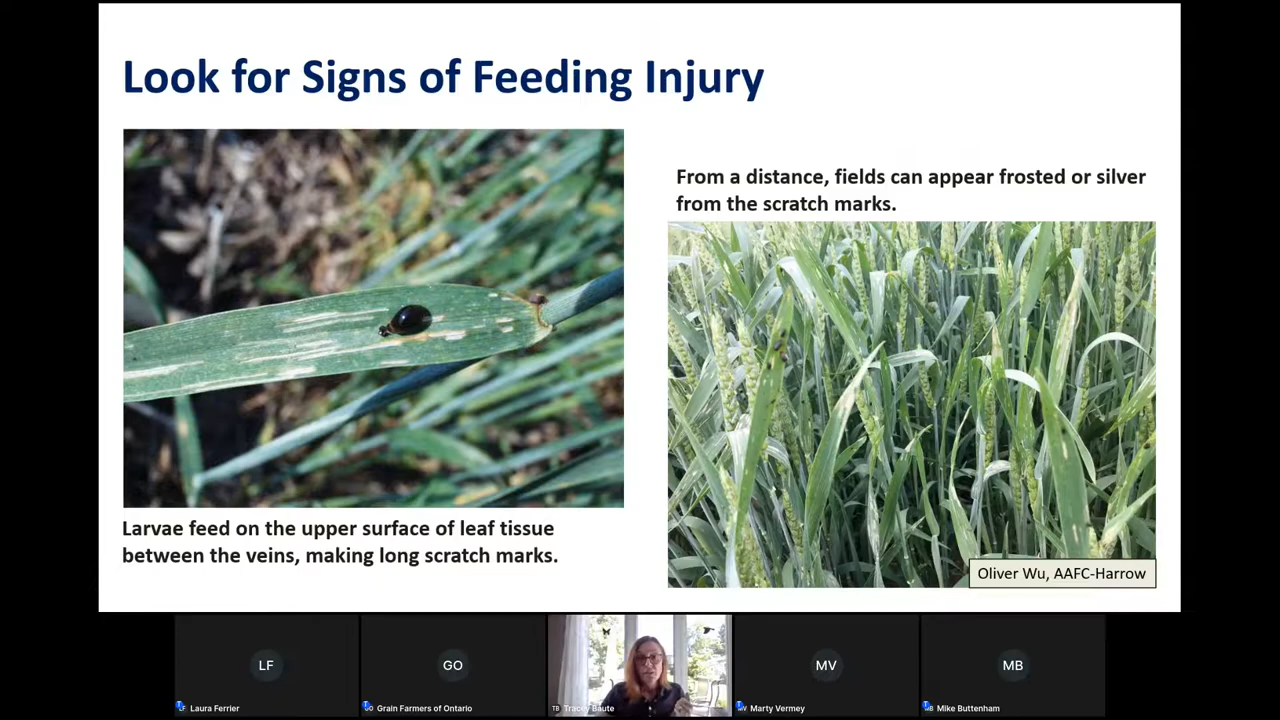 Look for Signs of Feeding Injury
From a distance, fields can appear frosted or silver
from the scratch marks.
Larvae feed on the upper surface of leaf tissue
between the veins, making long scratch marks.
Oliver Wu, AAFC-Harrow
LF
GO
MV
MB
Laura Ferrier
Grain Farmers of Ontario
TB Tracey Baute
Marty Vermey
Mike Buttenham